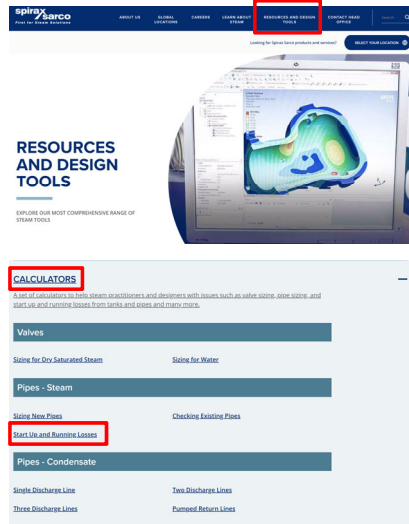 spirax
sarco
First for Steam Solutions
ABOUT US
GLOBAL
LOCATIONS
CAREERS
LEARN ABOUT
STEAM
RESOURCES AND DESIGN
TOOLS
CONTACT HEAD
OFFICE
Search
Looking for Spirax Sarco products and services?
SELECT YOUR LOCATION
RESOURCES
AND DESIGN
TOOLS
EXPLORE OUR MOST COMPREHENSIVE RANGE OF
STEAM TOOLS
CALCULATORS
A set of calculators to help steam practitioners and designers with issues such as valve sizing, pipe sizing, and
start up and running losses from tanks and pipes and many more.
Valves
Sizing for Dry Saturated Steam
Sizing for Water
Pipes - Steam
Sizing New Pipes
Checking Existing Pipes
Start Up and Running Losses
Pipes - Condensate
Single Discharge Line
Two Discharge Lines
Three Discharge Lines
Pumped Return Lines